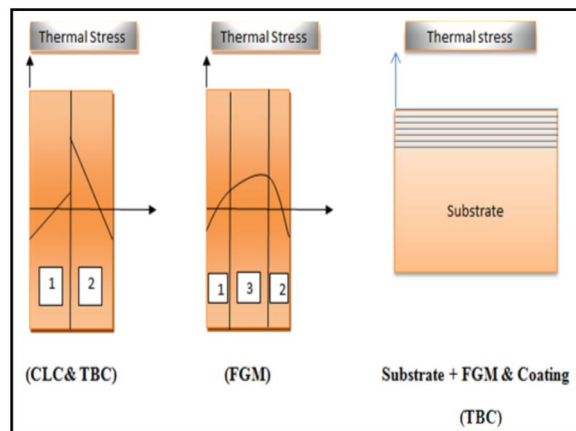 Thermal Stress
Thermal Stress
Thermal stress
Substrate
1
2
1
3
2
(CLC& TBC)
(FGM)
Substrate + FGM & Coating
(TBC)